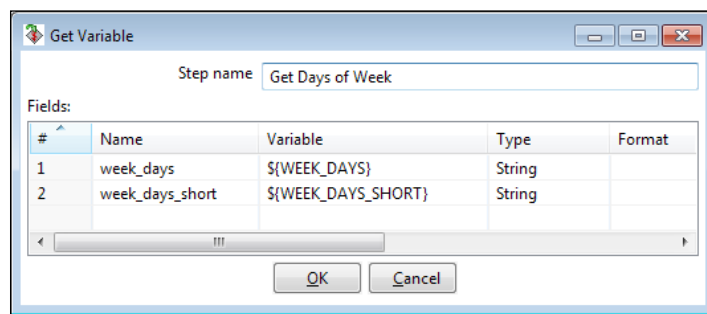 Get Variable
Step name Get Days of Week
Fields:
# Name Variable Type Format
1 week_days ${WEEK_DAYS} String
2 week_days_short ${WEEK_DAYS_SHORT} String
OK Cancel